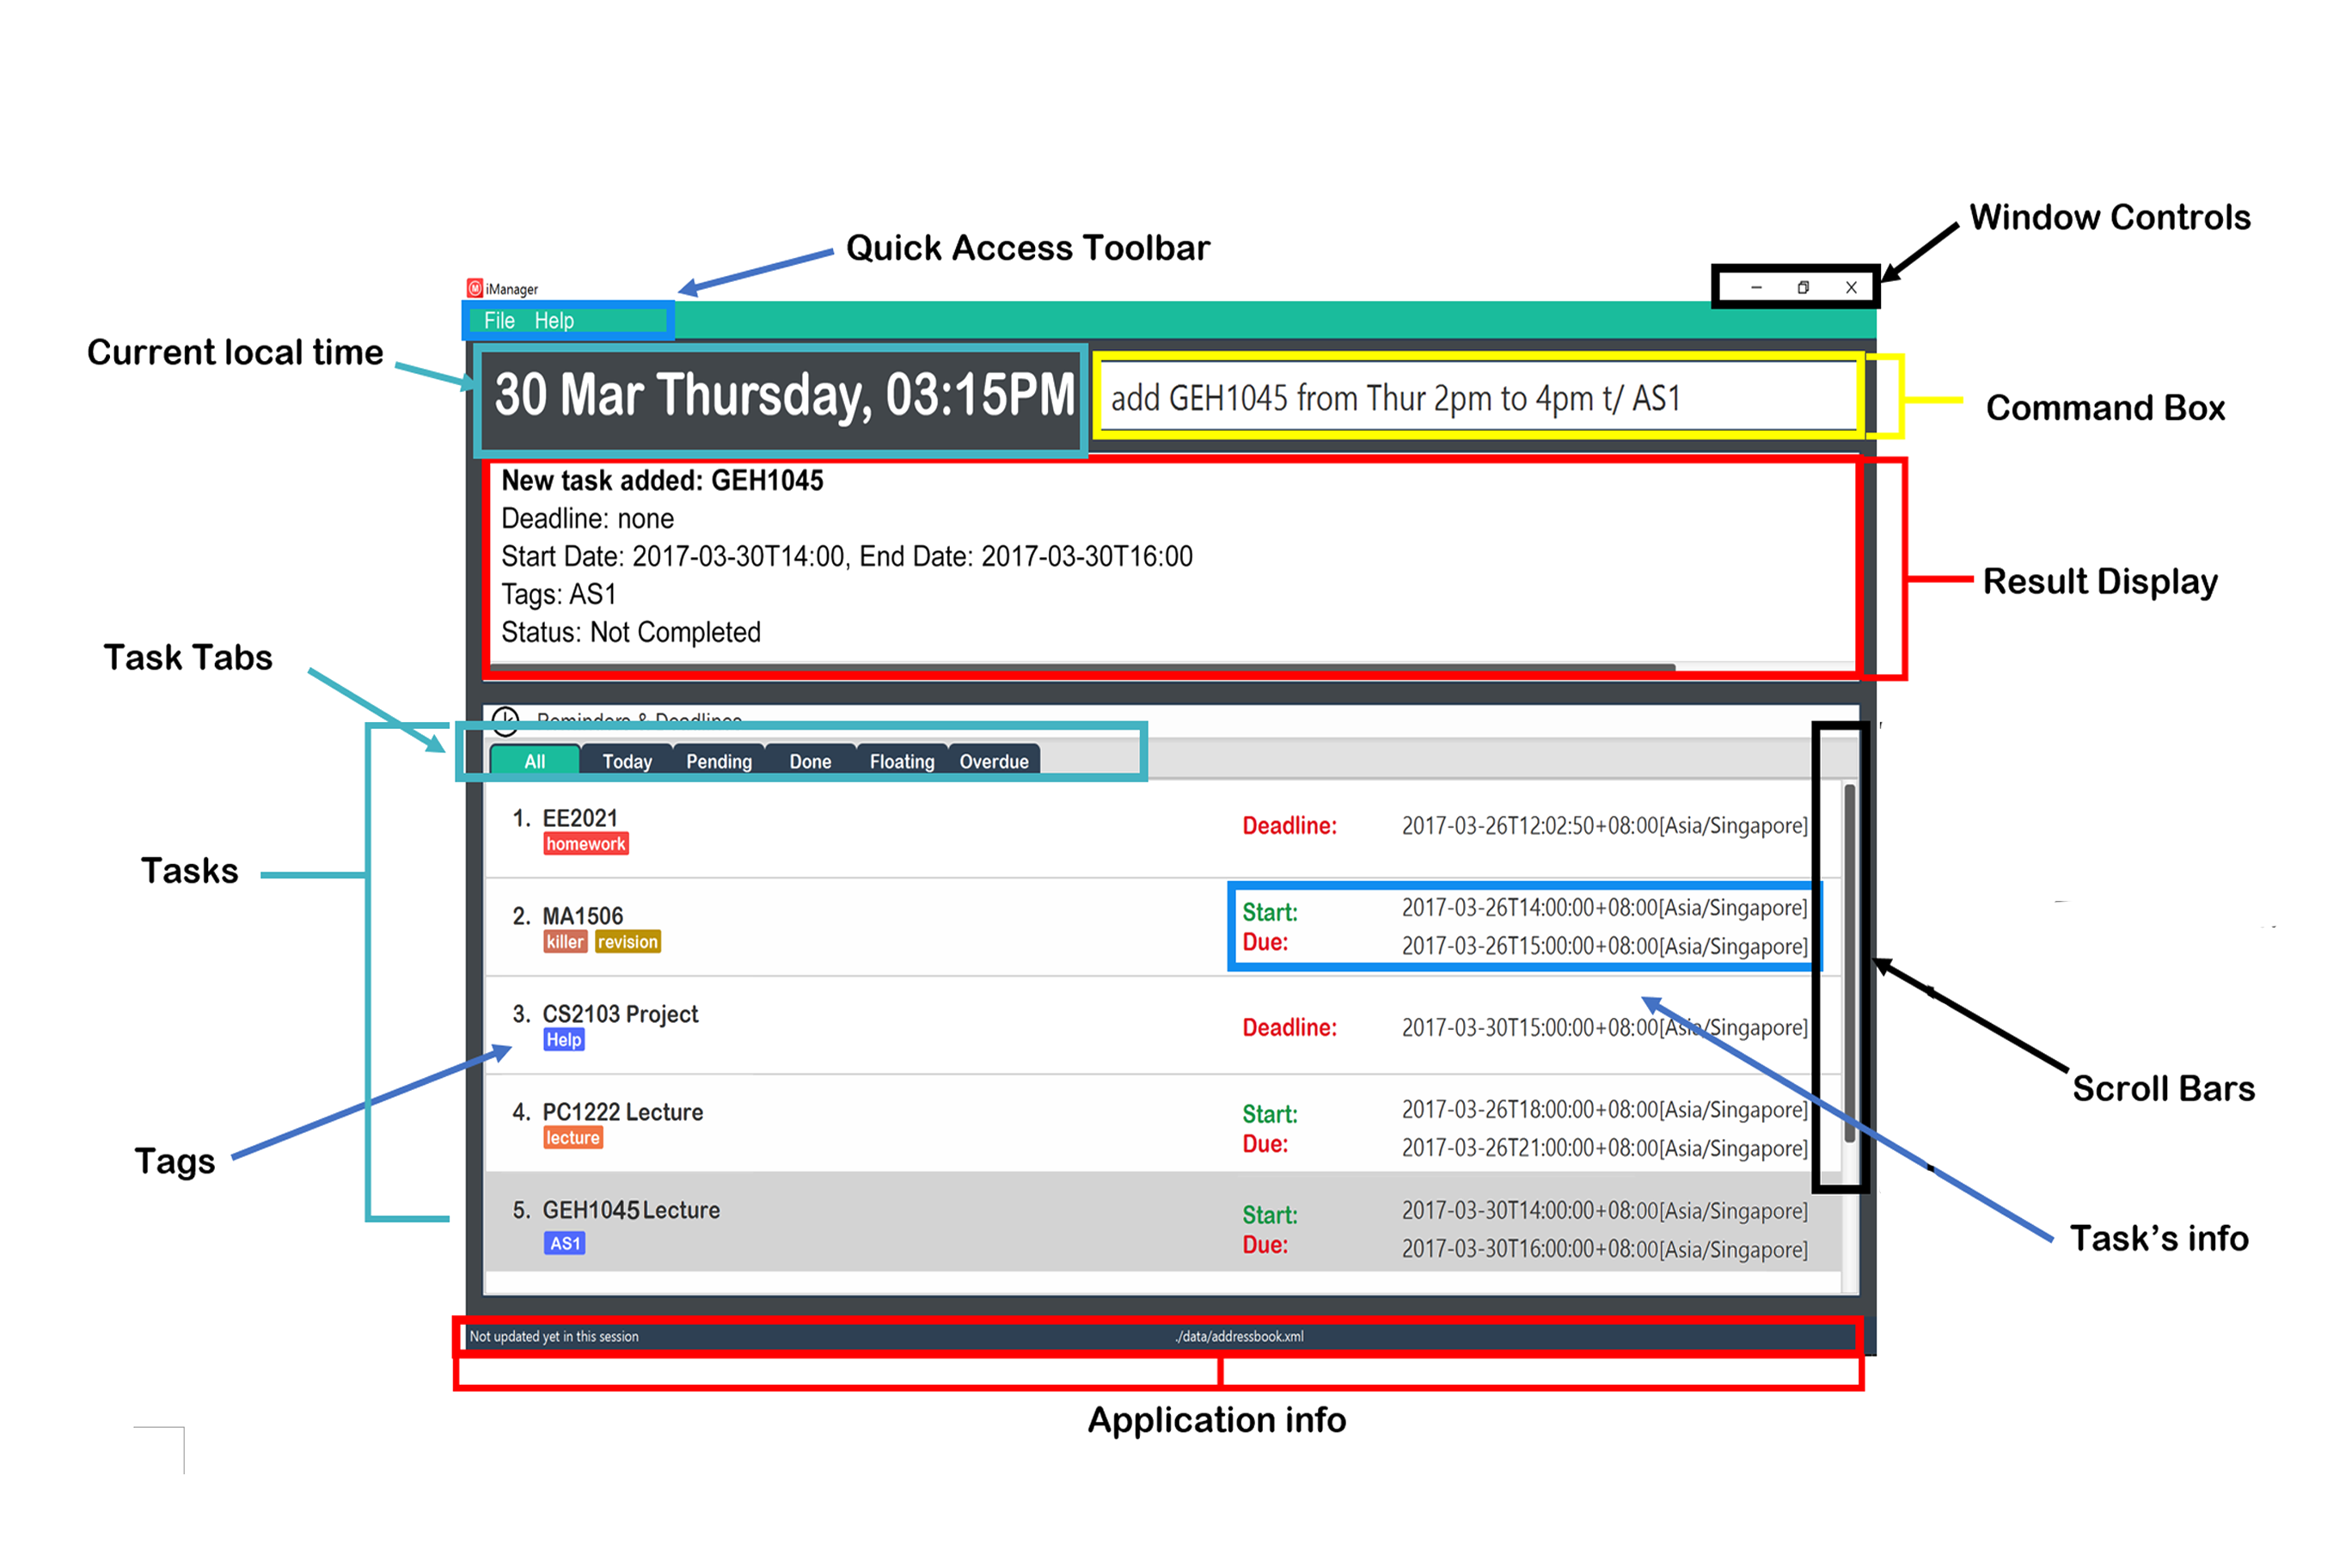 Window Controls
Quick Access Toolbar
iManager
File Help
Current local time
30 Mar Thursday, 03:15PM
add GEH1045 from Thur 2pm to 4pm t/ AS1
Command Box
New task added: GEH1045
Deadline: none
Start Date: 2017-03-30T14:00, End Date: 2017-03-30T16:00
Tags: AS1
Status: Not Completed
Result Display
Task Tabs
Reminders & Deadlines
All Today Pending Done Floating Overdue
Tasks
1. EE2021
homework
Deadline: 2017-03-26T12:02:50+08:00[Asia/Singapore]
2. MA1506
killer revision
Start: 2017-03-26T14:00:00+08:00[Asia/Singapore]
Due: 2017-03-26T15:00:00+08:00[Asia/Singapore]
3. CS2103 Project
Help
Deadline: 2017-03-30T15:00:00+08:00[Asia/Singapore]
Scroll Bars
4. PC1222 Lecture
lecture
Start: 2017-03-26T18:00:00+08:00[Asia/Singapore]
Due: 2017-03-26T21:00:00+08:00[Asia/Singapore]
Tags
5. GEH1045 Lecture
AS1
Start: 2017-03-30T14:00:00+08:00[Asia/Singapore]
Due: 2017-03-30T16:00:00+08:00[Asia/Singapore]
Task's info
Not updated yet in this session
./data/addressbook.xml
Application info